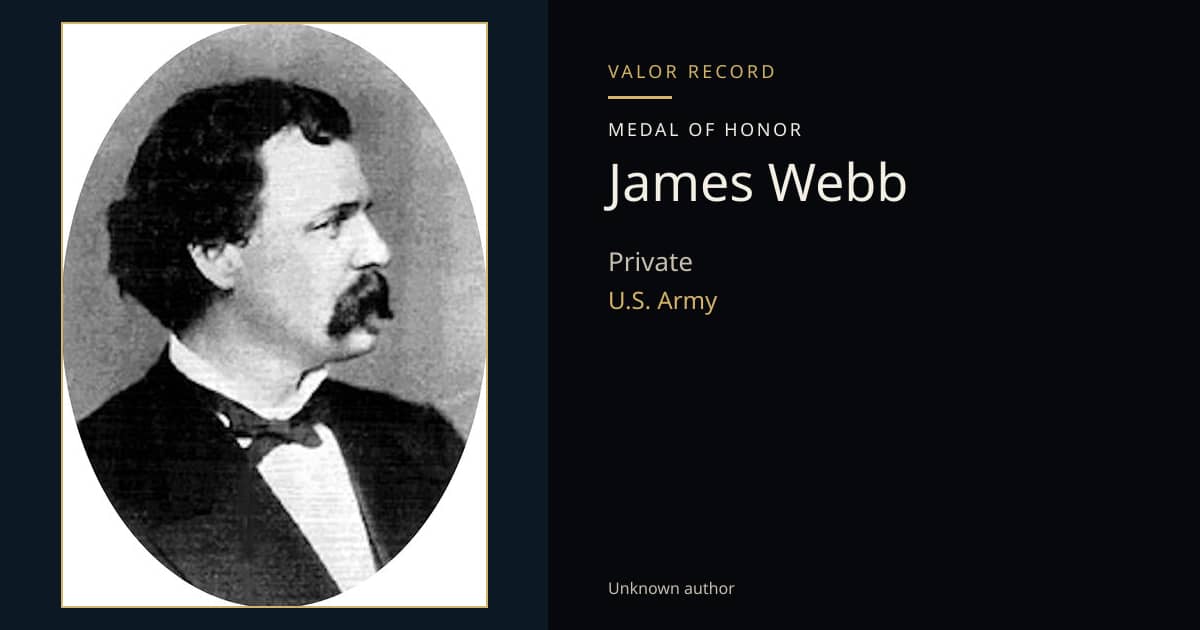 VALOR RECORD
MEDAL OF HONOR
James Webb
Private
U.S. Army
Unknown author